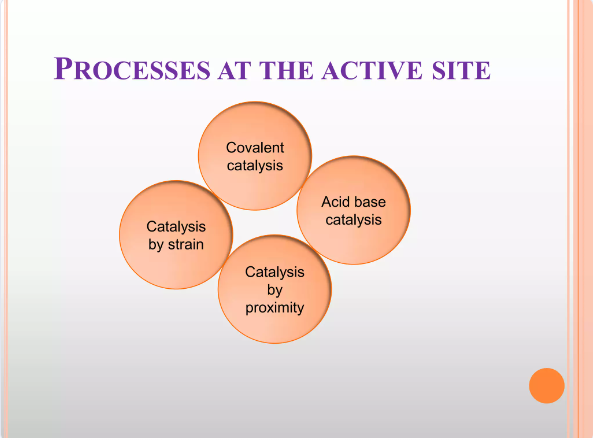 PROCESSES AT THE ACTIVE SITE
Covalent
catalysis
Acid base
catalysis
Catalysis
by strain
Catalysis
by
proximity